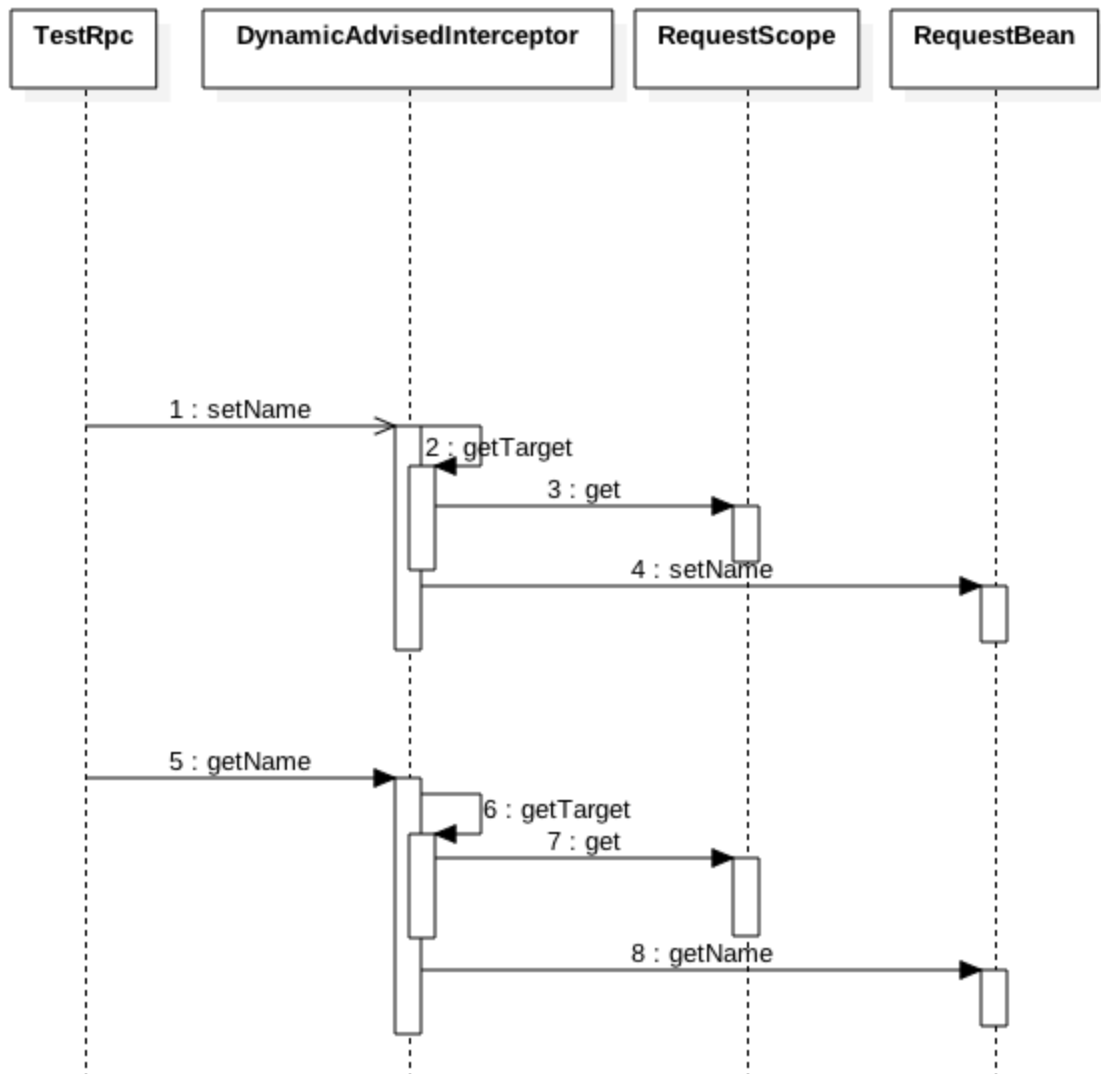 TestRpc
DynamicAdvisedInterceptor
RequestScope
RequestBean
1 : setName
2 : getTarget
3 : get
4 : setName
5 : getName
6 : getTarget
7 : get
8 : getName